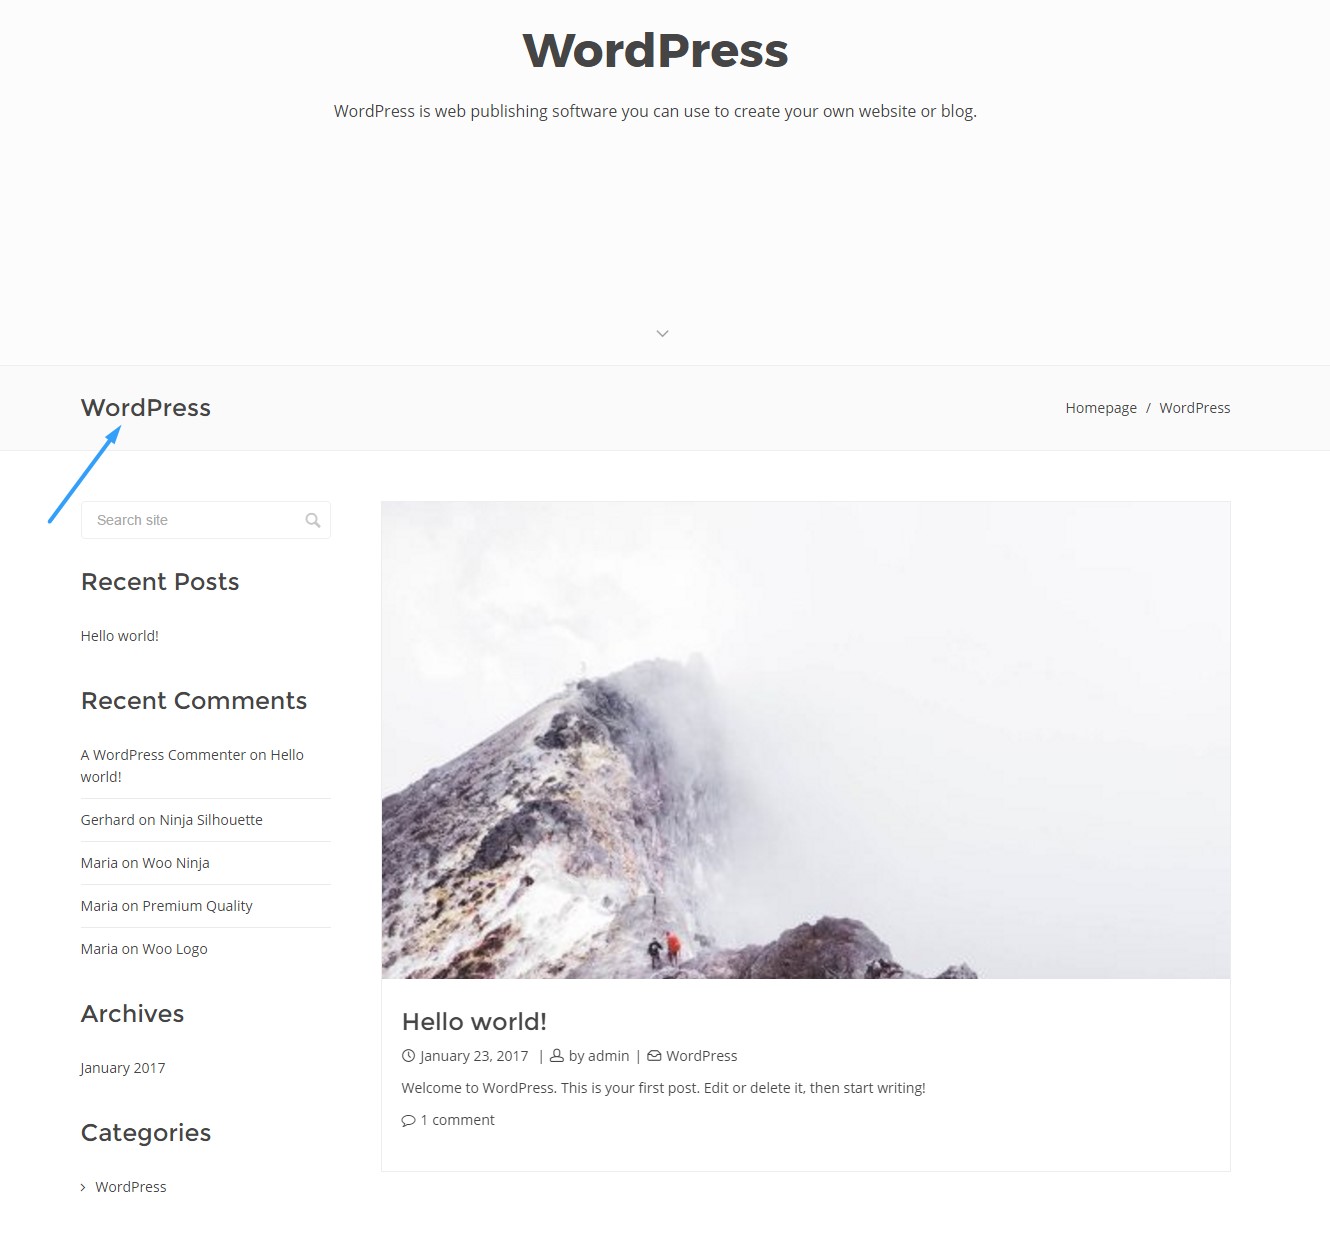 WordPress
WordPress is web publishing software you can use to create your own website or blog.
WordPress
Homepage / WordPress
Search site
Recent Posts
Hello world!
Recent Comments
A WordPress Commenter on Hello
world!
Gerhard on Ninja Silhouette
Maria on Woo Ninja
Maria on Premium Quality
Maria on Woo Logo
Archives
January 2017
Categories
WordPress
Hello world!
January 23, 2017 | by admin | WordPress
Welcome to WordPress. This is your first post. Edit or delete it, then start writing!
1 comment